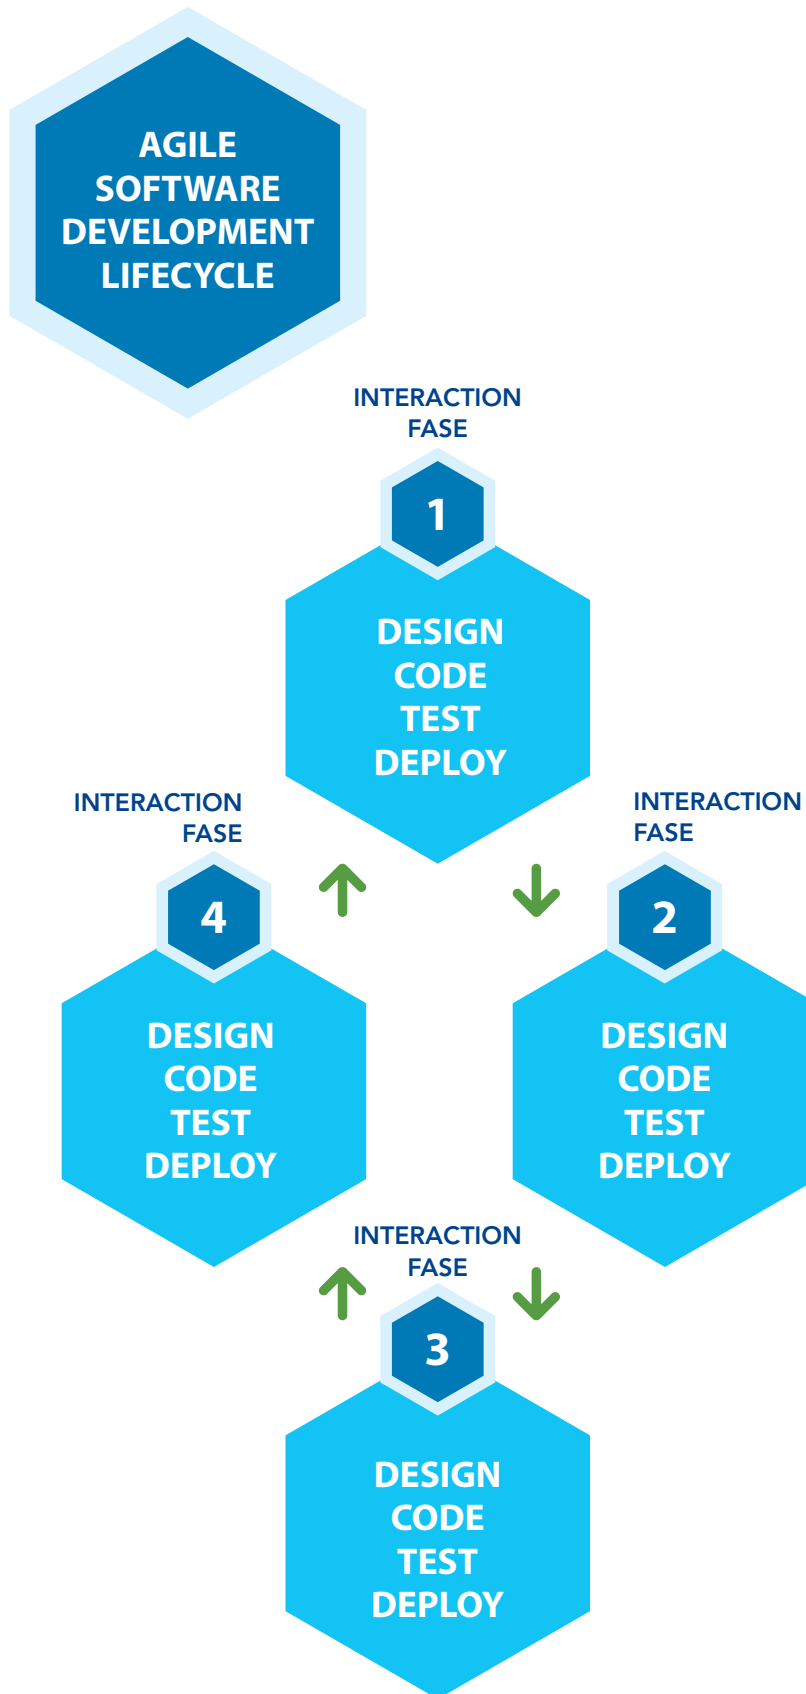 AGILE
SOFTWARE
DEVELOPMENT
LIFECYCLE
INTERACTION
FASE
1
DESIGN
CODE
TEST
DEPLOY
INTERACTION
FASE
4
DESIGN
CODE
TEST
DEPLOY
INTERACTION
FASE
2
DESIGN
CODE
TEST
DEPLOY
INTERACTION
FASE
3
DESIGN
CODE
TEST
DEPLOY